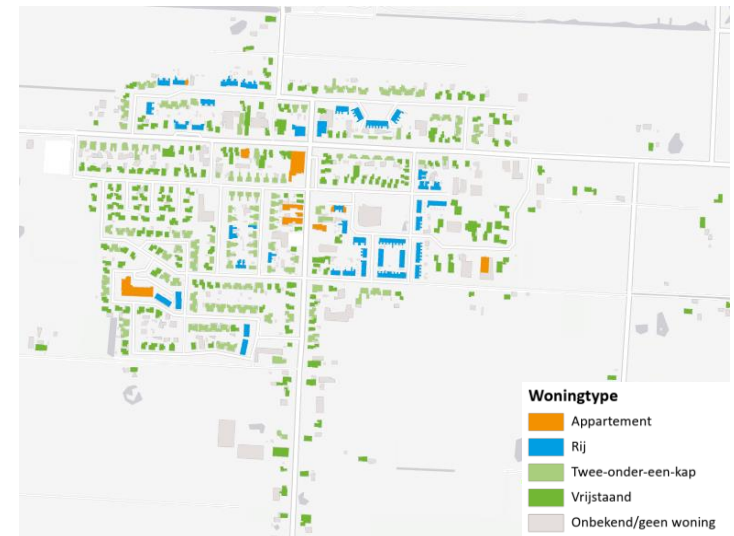 Woningtype
Appartement
Rij
Twee-onder-een-kap
Vrijstaand
Onbekend/geen woning